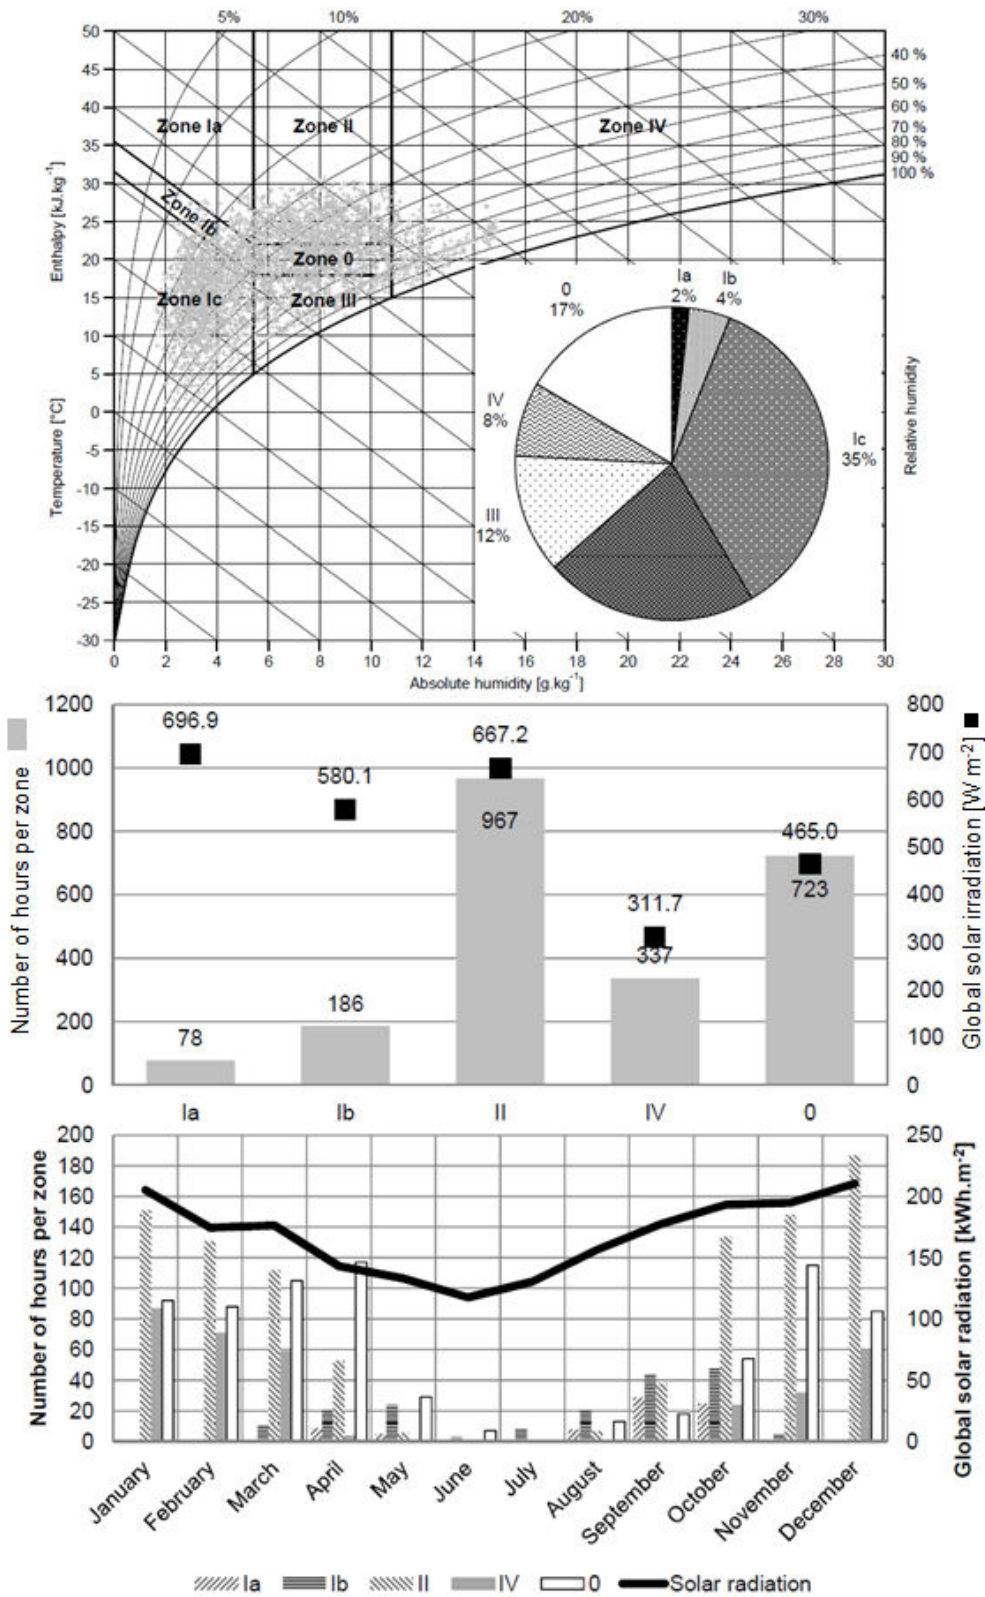 5% 10% 20% 30%
50
45
40
35
30
25
20
15
10
5
0
-5
-10
-15
-20
-25
-30
Enthalpy [kJ.kg-1]
Temperature [°C]
40 %
50 %
60 %
70 %
80 %
90 %
100 %
Relative humidity
Zone Ia
Zone II
Zone IV
Zone Ib
Zone 0
Zone Ic
Zone III
0
17%
Ia
2%
Ib
4%
IV
8%
Ic
35%
III
12%
0 2 4 6 8 10 12 14 16 18 20 22 24 26 28 30
Absolute humidity [g.kg-1]
Number of hours per zone
1200
1000
800
600
400
200
0
696.9
580.1
667.2
311.7
465.0
78
186
967
337
723
800
700
600
500
400
300
200
100
0
Global solar irradiation [W m-2]
Ia Ib II IV 0
Number of hours per zone
200
180
160
140
120
100
80
60
40
20
0
250
200
150
100
50
0
Global solar radiation [kWh.m-2]
January February March April May June July August September October November December
Ia Ib II IV 0 Solar radiation